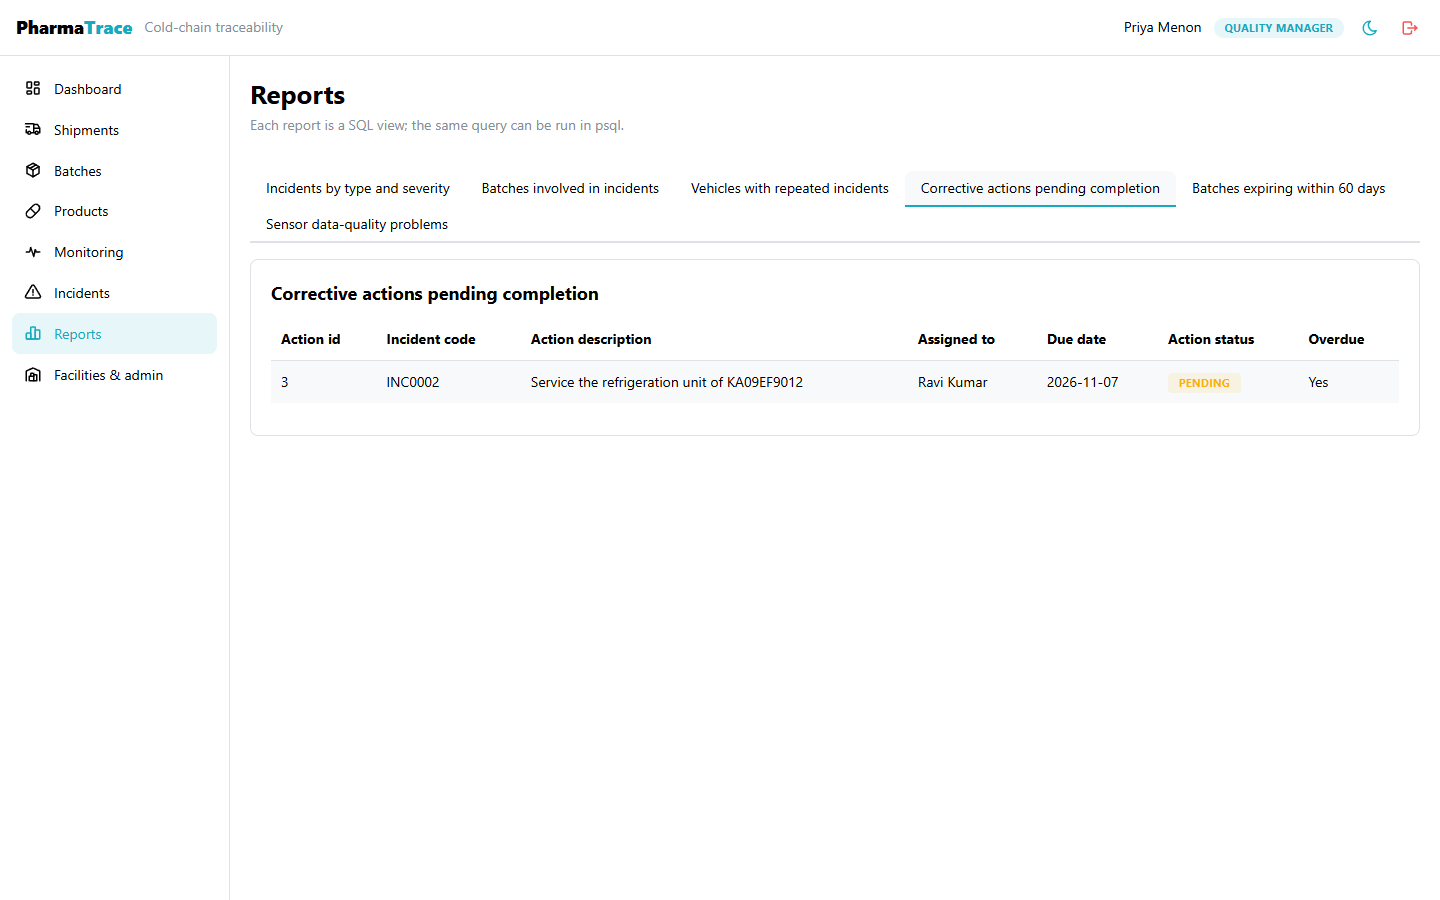 PharmaTrace Cold-chain traceability Priya Menon QUALITY MANAGER
Dashboard
Shipments
Batches
Products
Monitoring
Incidents
Reports
Facilities & admin
Reports
Each report is a SQL view; the same query can be run in psql.
Incidents by type and severity Batches involved in incidents Vehicles with repeated incidents Corrective actions pending completion Batches expiring within 60 days
Sensor data-quality problems
Corrective actions pending completion
Action id Incident code Action description Assigned to Due date Action status Overdue
3 INC0002 Service the refrigeration unit of KA09EF9012 Ravi Kumar 2026-11-07 PENDING Yes